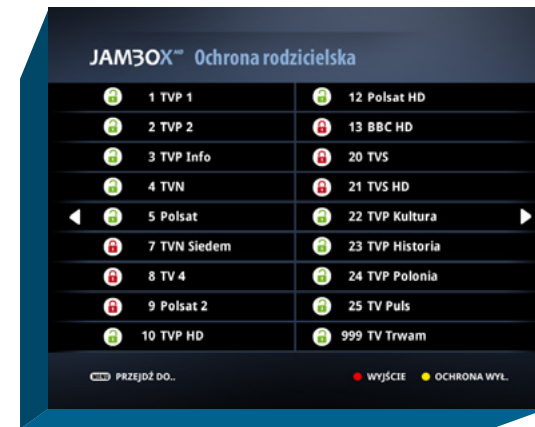 JAMBOX HD Ochrona rodzicielska
1 TVP 1
2 TVP 2
3 TVP Info
4 TVN
5 Polsat
7 TVN Siedem
8 TV 4
9 Polsat 2
10 TVP HD
12 Polsat HD
13 BBC HD
20 TVS
21 TVS HD
22 TVP Kultura
23 TVP Historia
24 TVP Polonia
25 TV Puls
999 TV Trwam
MENU PRZEJDŹ DO..
WYJŚCIE OCHRONA WYŁ.